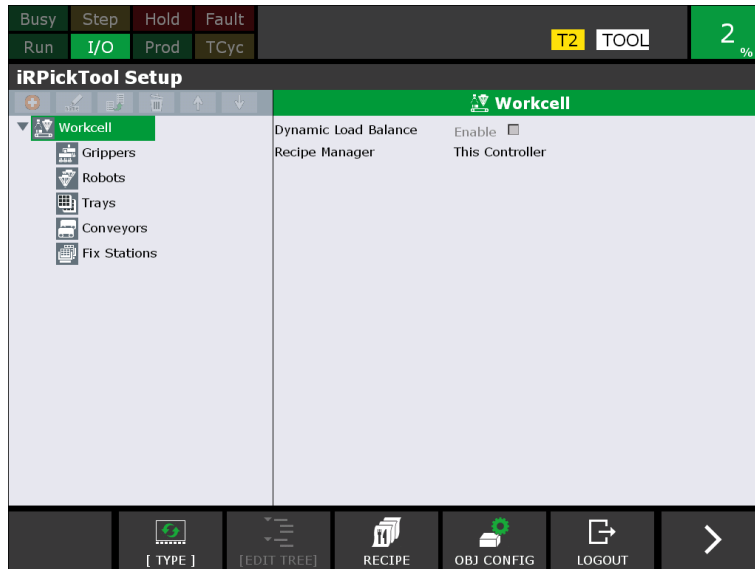 Busy Step Hold Fault
Run I/O Prod TCyc
T2 TOOL
2 %
iRPickTool Setup
Workcell
Workcell
Dynamic Load Balance Enable
Grippers
Recipe Manager This Controller
Robots
Trays
Conveyors
Fix Stations
[ TYPE ] [EDIT TREE] RECIPE OBJ CONFIG LOGOUT >